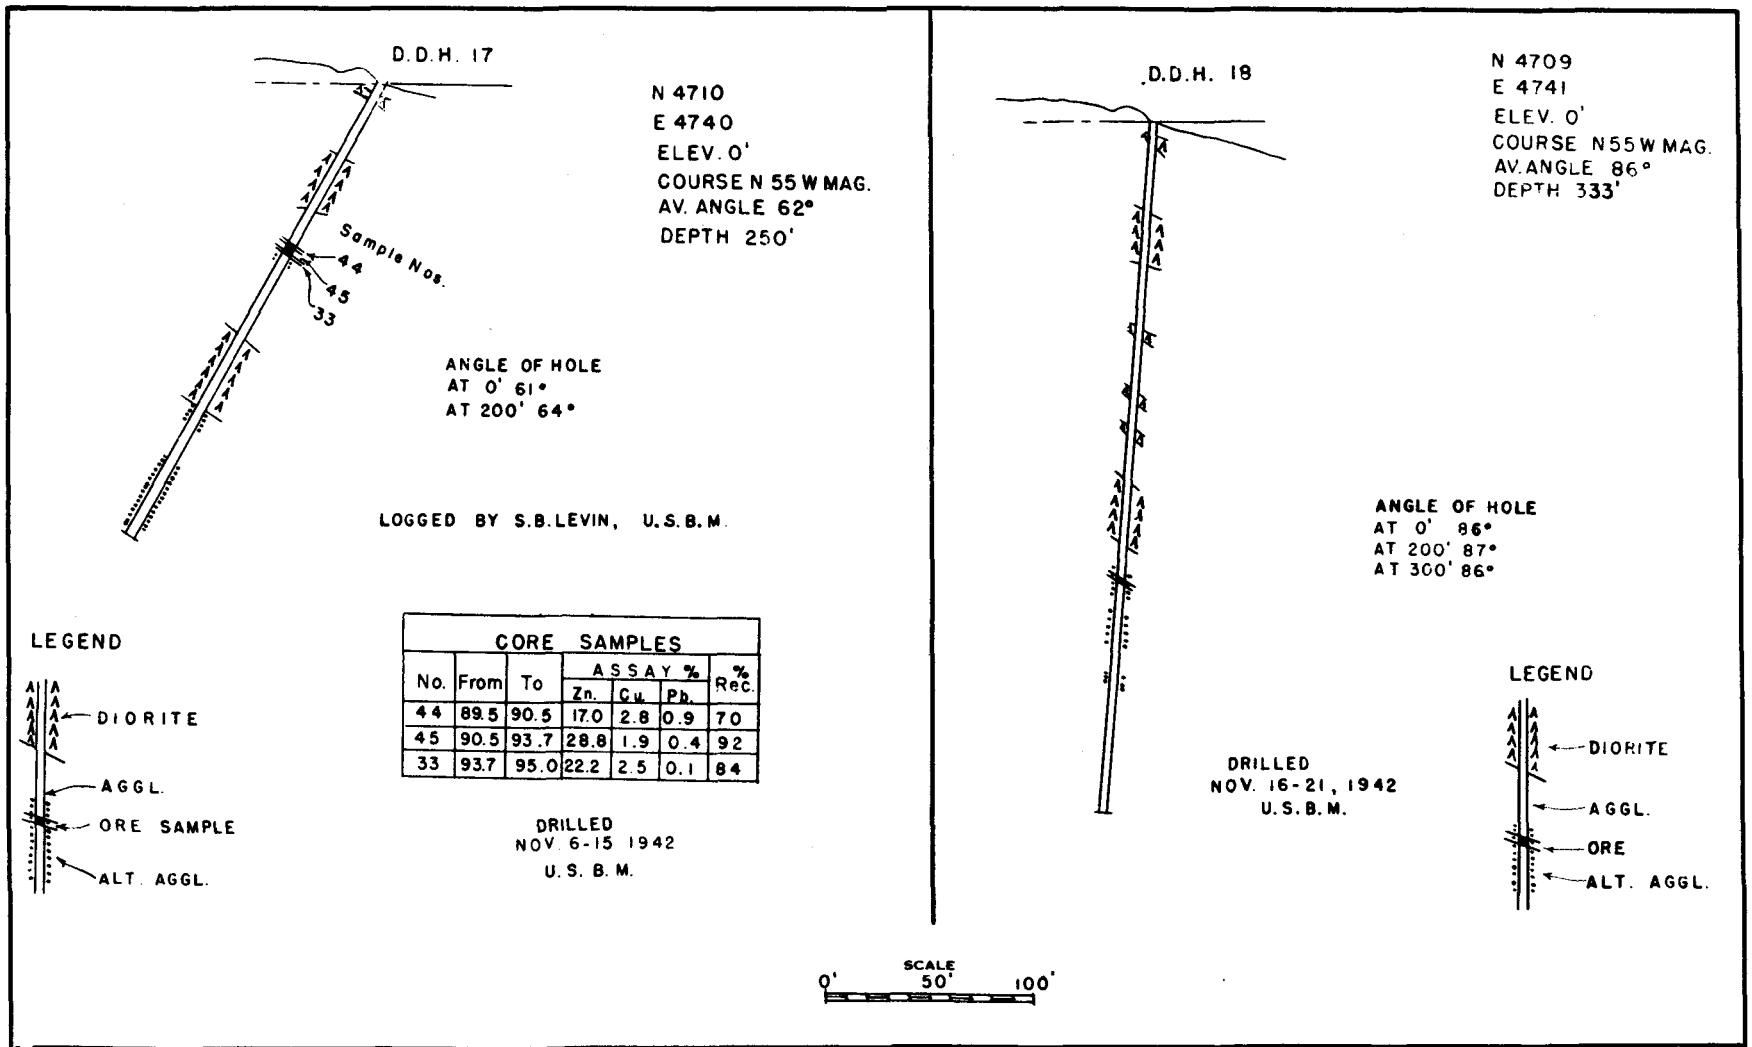 D.D.H. 17
N 4710
E 4740
ELEV. 0'
COURSE N 55 W MAG.
AV. ANGLE 62°
DEPTH 250'
Sample Nos.
44
45
33
ANGLE OF HOLE
AT 0' 61°
AT 200' 64°
LOGGED BY S.B. LEVIN, U.S.B.M.
LEGEND
DIORITE
AGGL.
ORE SAMPLE
ALT. AGGL.
CORE SAMPLES
No. From To ASSAY % % Rec.
Zn. Cu. Pb.
44 89.5 90.5 17.0 2.8 0.9 70
45 90.5 93.7 28.8 1.9 0.4 92
33 93.7 95.0 22.2 2.5 0.1 84
DRILLED
NOV. 6-15 1942
U.S.B.M.
D.D.H. 18
N 4709
E 4741
ELEV. 0'
COURSE N55W MAG.
AV. ANGLE 86°
DEPTH 333'
ANGLE OF HOLE
AT 0' 86°
AT 200' 87°
AT 300' 86°
DRILLED
NOV. 16-21, 1942
U.S.B.M.
LEGEND
DIORITE
AGGL.
ORE
ALT. AGGL.
SCALE
0' 50' 100'